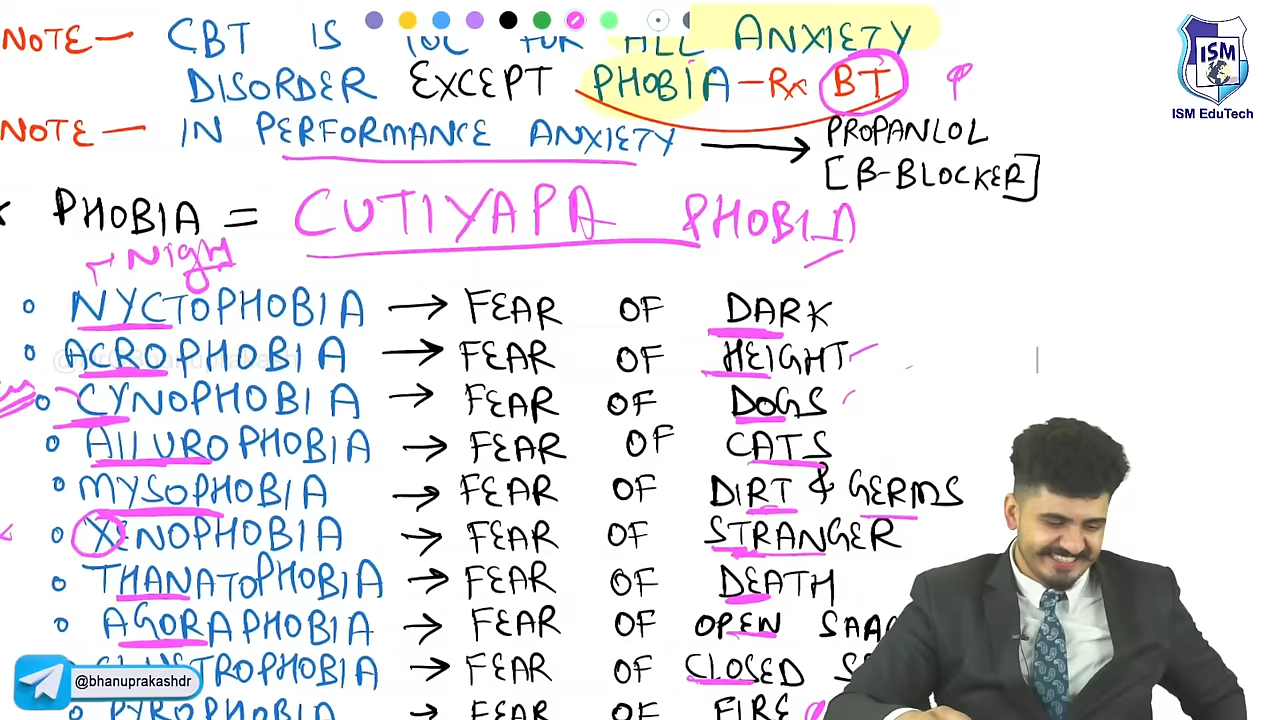 NOTE — CBT IS FOR ALL ANXIETY
DISORDER EXCEPT PHOBIA — Rx BT
NOTE — IN PERFORMANCE ANXIETY → PROPANLOL
[B-BLOCKER]
PHOBIA = CUTIYAPA PHOBIA
Night
NYCTOPHOBIA → FEAR OF DARK
ACROPHOBIA → FEAR OF HEIGHT
CYNOPHOBIA → FEAR OF DOGS
AILUROPHOBIA → FEAR OF CATS
MYSOPHOBIA → FEAR OF DIRT & GERMS
XENOPHOBIA → FEAR OF STRANGER
THANATOPHOBIA → FEAR OF DEATH
AGORAPHOBIA → FEAR OF OPEN
→ FEAR OF CLOSED
PYROPHOBIA → FEAR OF FIRE
@bhanuprakashdr
ISM
ISM EduTech